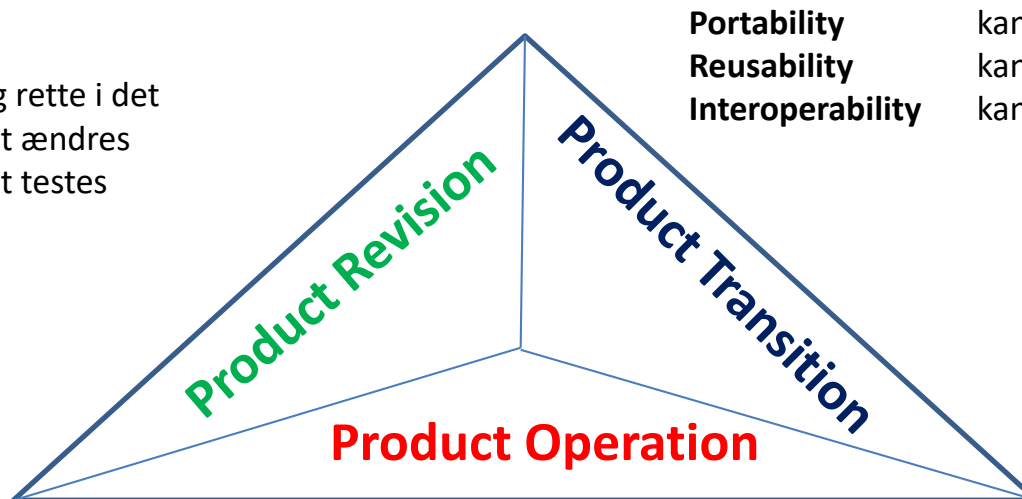 Portability kan
Reusability kan
Interoperability kan
g rette i det
t ændres
t testes
Product Revision
Product Transition
Product Operation